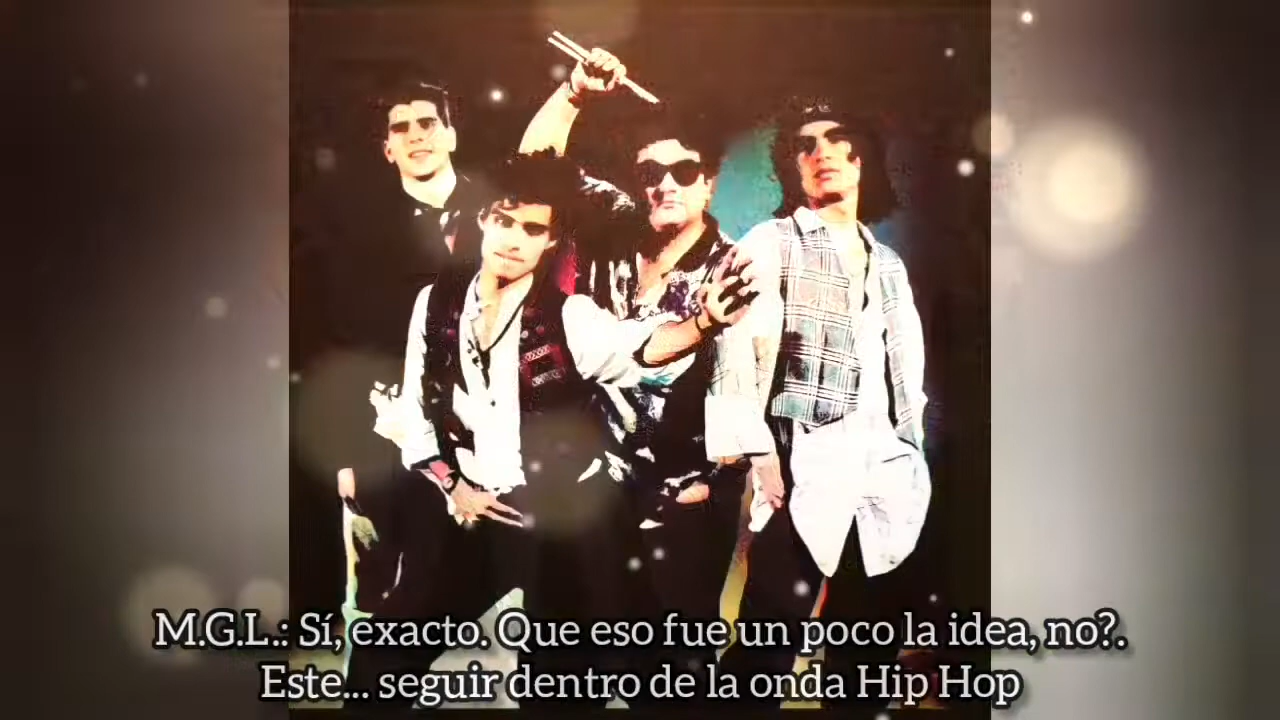 M.G.L.: Sí, exacto. Que eso fue un poco la idea, no?.
Este... seguir dentro de la onda Hip Hop